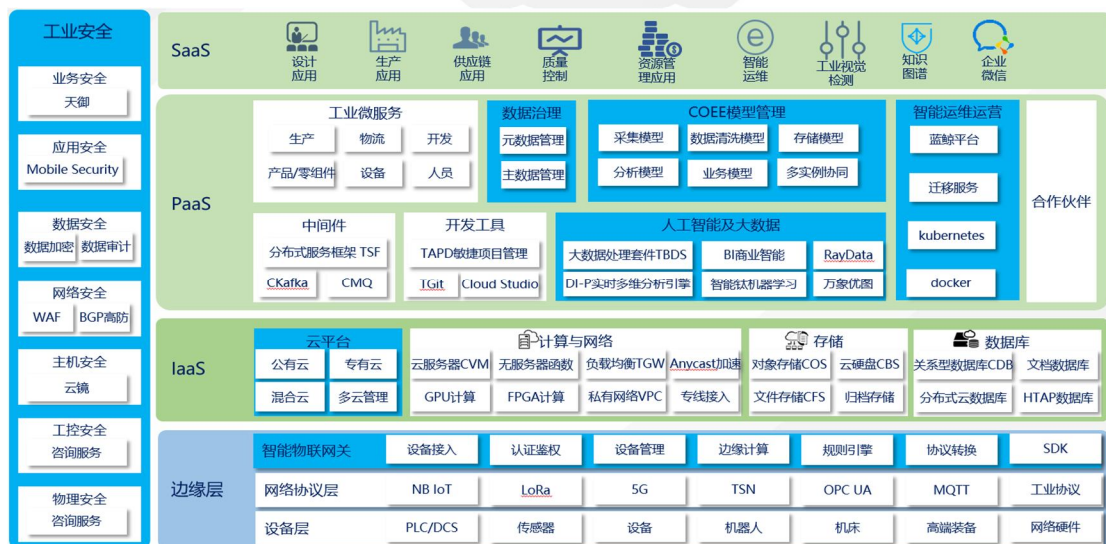 工业安全
业务安全
天御
应用安全
Mobile Security
数据安全
数据加密 数据审计
网络安全
WAF BGP高防
主机安全
云镜
工控安全
咨询服务
物理安全
咨询服务
SaaS
设计
应用
生产
应用
供应链
应用
质量
控制
资源管
理应用
智能
运维
工业视觉
检测
知识
图谱
企业
微信
PaaS
工业微服务
生产 物流 开发
产品/零组件 设备 人员
数据治理
元数据管理
主数据管理
COEE模型管理
采集模型 数据清洗模型 存储模型
分析模型 业务模型 多实例协同
智能运维运营
蓝鲸平台
迁移服务
kubernetes
docker
合作伙伴
中间件
分布式服务框架 TSF
CKafka CMQ
开发工具
TAPD敏捷项目管理
TGit Cloud Studio
人工智能及大数据
大数据处理套件TBDS BI商业智能 RayData
DI-P实时多维分析引擎 智能钛机器学习 万象优图
IaaS
云平台
公有云 专有云
混合云 多云管理
计算与网络
云服务器CVM 无服务器函数 负载均衡TGW Anycast加速
GPU计算 FPGA计算 私有网络VPC 专线接入
存储
对象存储COS 云硬盘CBS
文件存储CFS 归档存储
数据库
关系型数据库CDB 文档数据库
分布式云数据库 HTAP数据库
边缘层
智能物联网关 设备接入 认证鉴权 设备管理 边缘计算 规则引擎 协议转换 SDK
网络协议层 NB IoT LoRa 5G TSN OPC UA MQTT 工业协议
设备层 PLC/DCS 传感器 设备 机器人 机床 高端装备 网络硬件